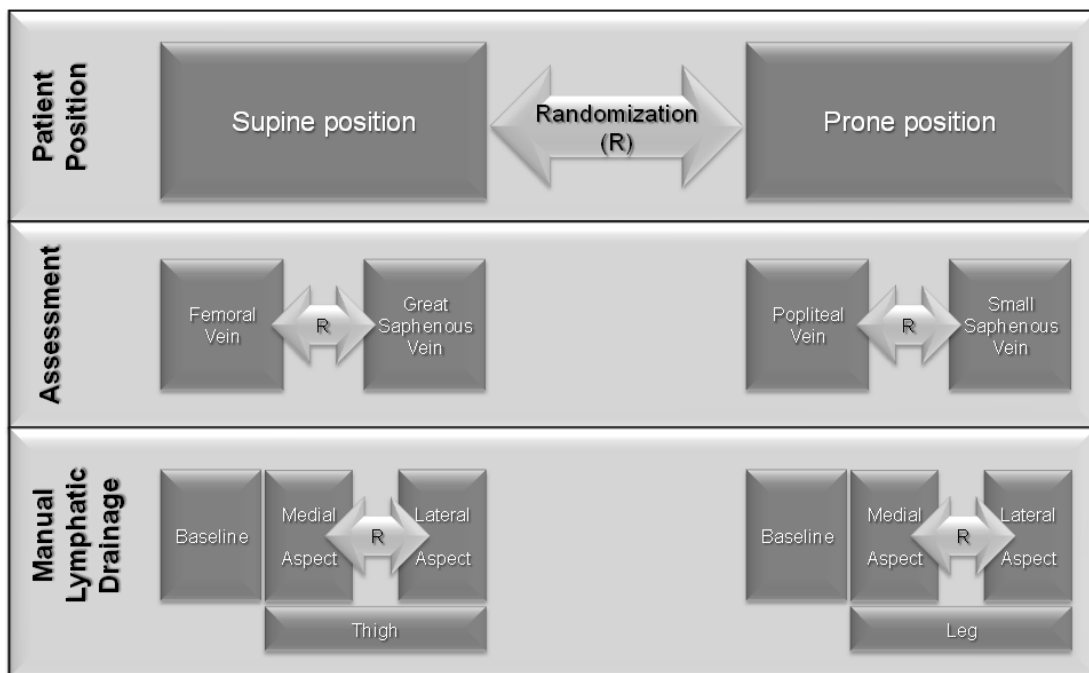 Patient
Position
Supine position
Randomization
(R)
Prone position
Assessment
Femoral
Vein
R
Great
Saphenous
Vein
Popliteal
Vein
R
Small
Saphenous
Vein
Manual
Lymphatic
Drainage
Baseline
Medial
Aspect
R
Lateral
Aspect
Thigh
Baseline
Medial
Aspect
R
Lateral
Aspect
Leg